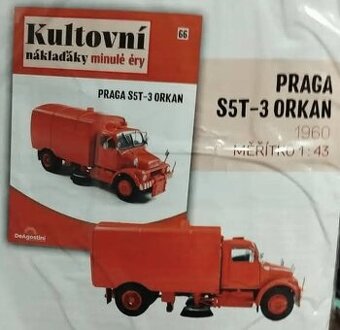 Kultovní
náklaďáky minulé éry
66
PRAGA S5T-3 ORKAN
DeAgostini
PRAGA
S5T-3 ORKAN
1960
MĚŘÍTKO 1:43